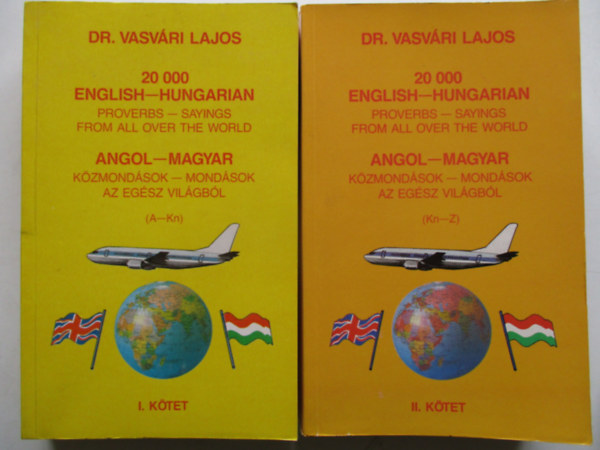 DR. VASVÁRI LAJOS
20 000
ENGLISH—HUNGARIAN
PROVERBS — SAYINGS
FROM ALL OVER THE WORLD
ANGOL—MAGYAR
KÖZMONDÁSOK — MONDÁSOK
AZ EGÉSZ VILÁGBÓL
(A—Kn)
I. KÖTET
DR. VASVÁRI LAJOS
20 000
ENGLISH—HUNGARIAN
PROVERBS — SAYINGS
FROM ALL OVER THE WORLD
ANGOL—MAGYAR
KÖZMONDÁSOK — MONDÁSOK
AZ EGÉSZ VILÁGBÓL
(Kn—Z)
II. KÖTET